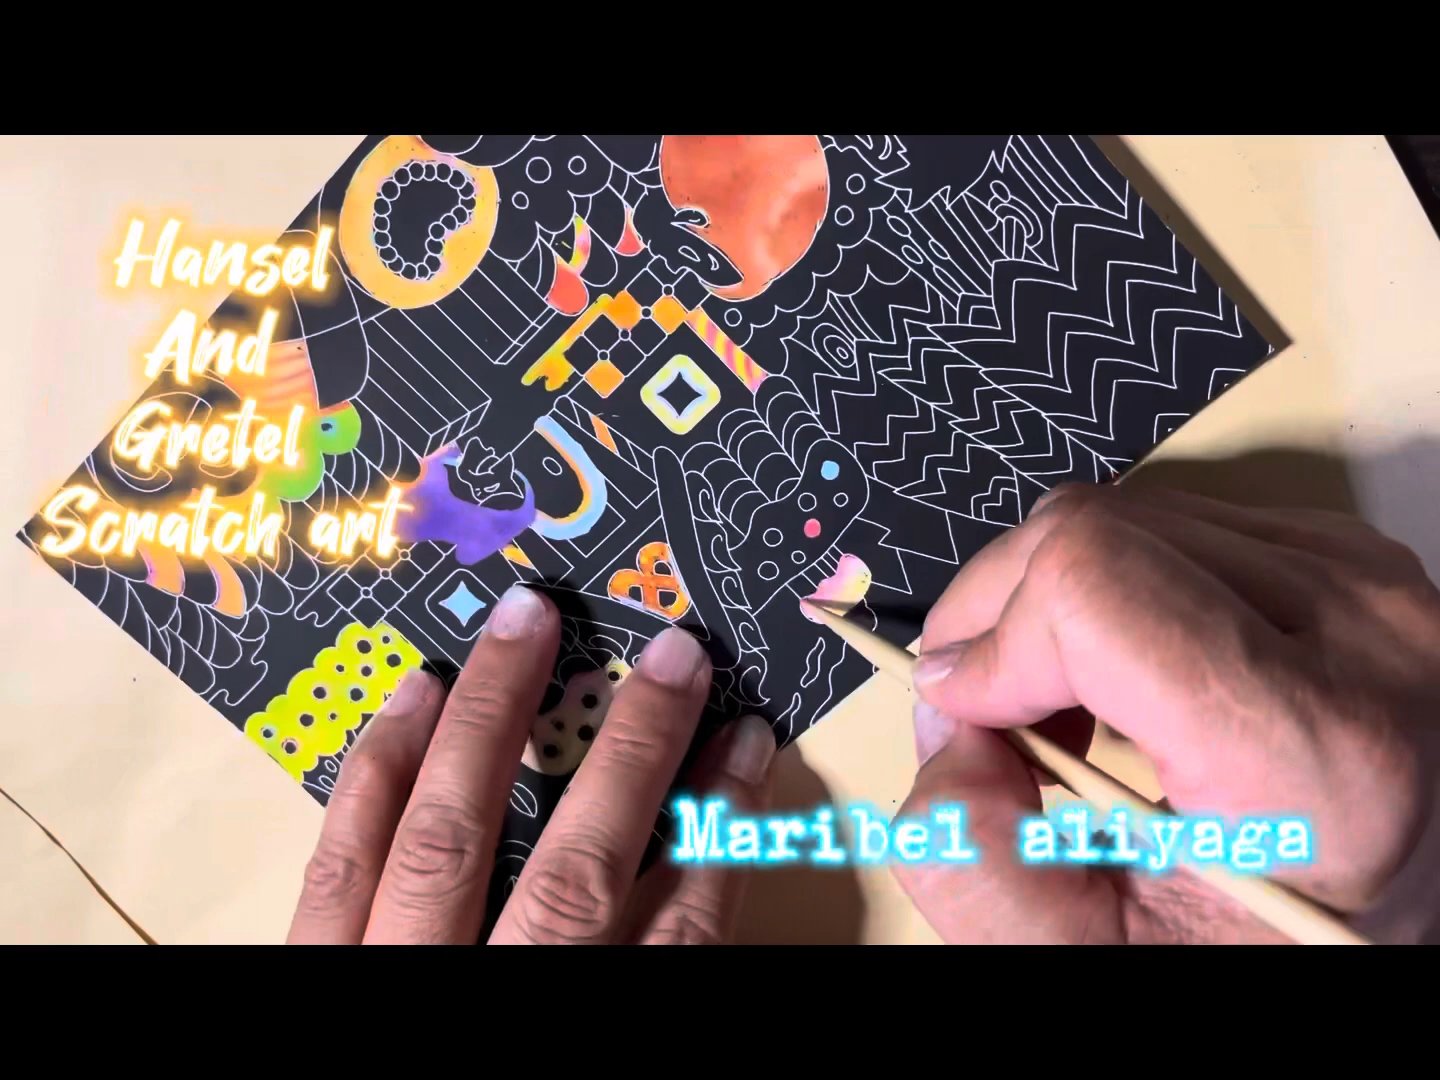 Hansel
And
Gretel
Scratch art
Maribel aliyaga